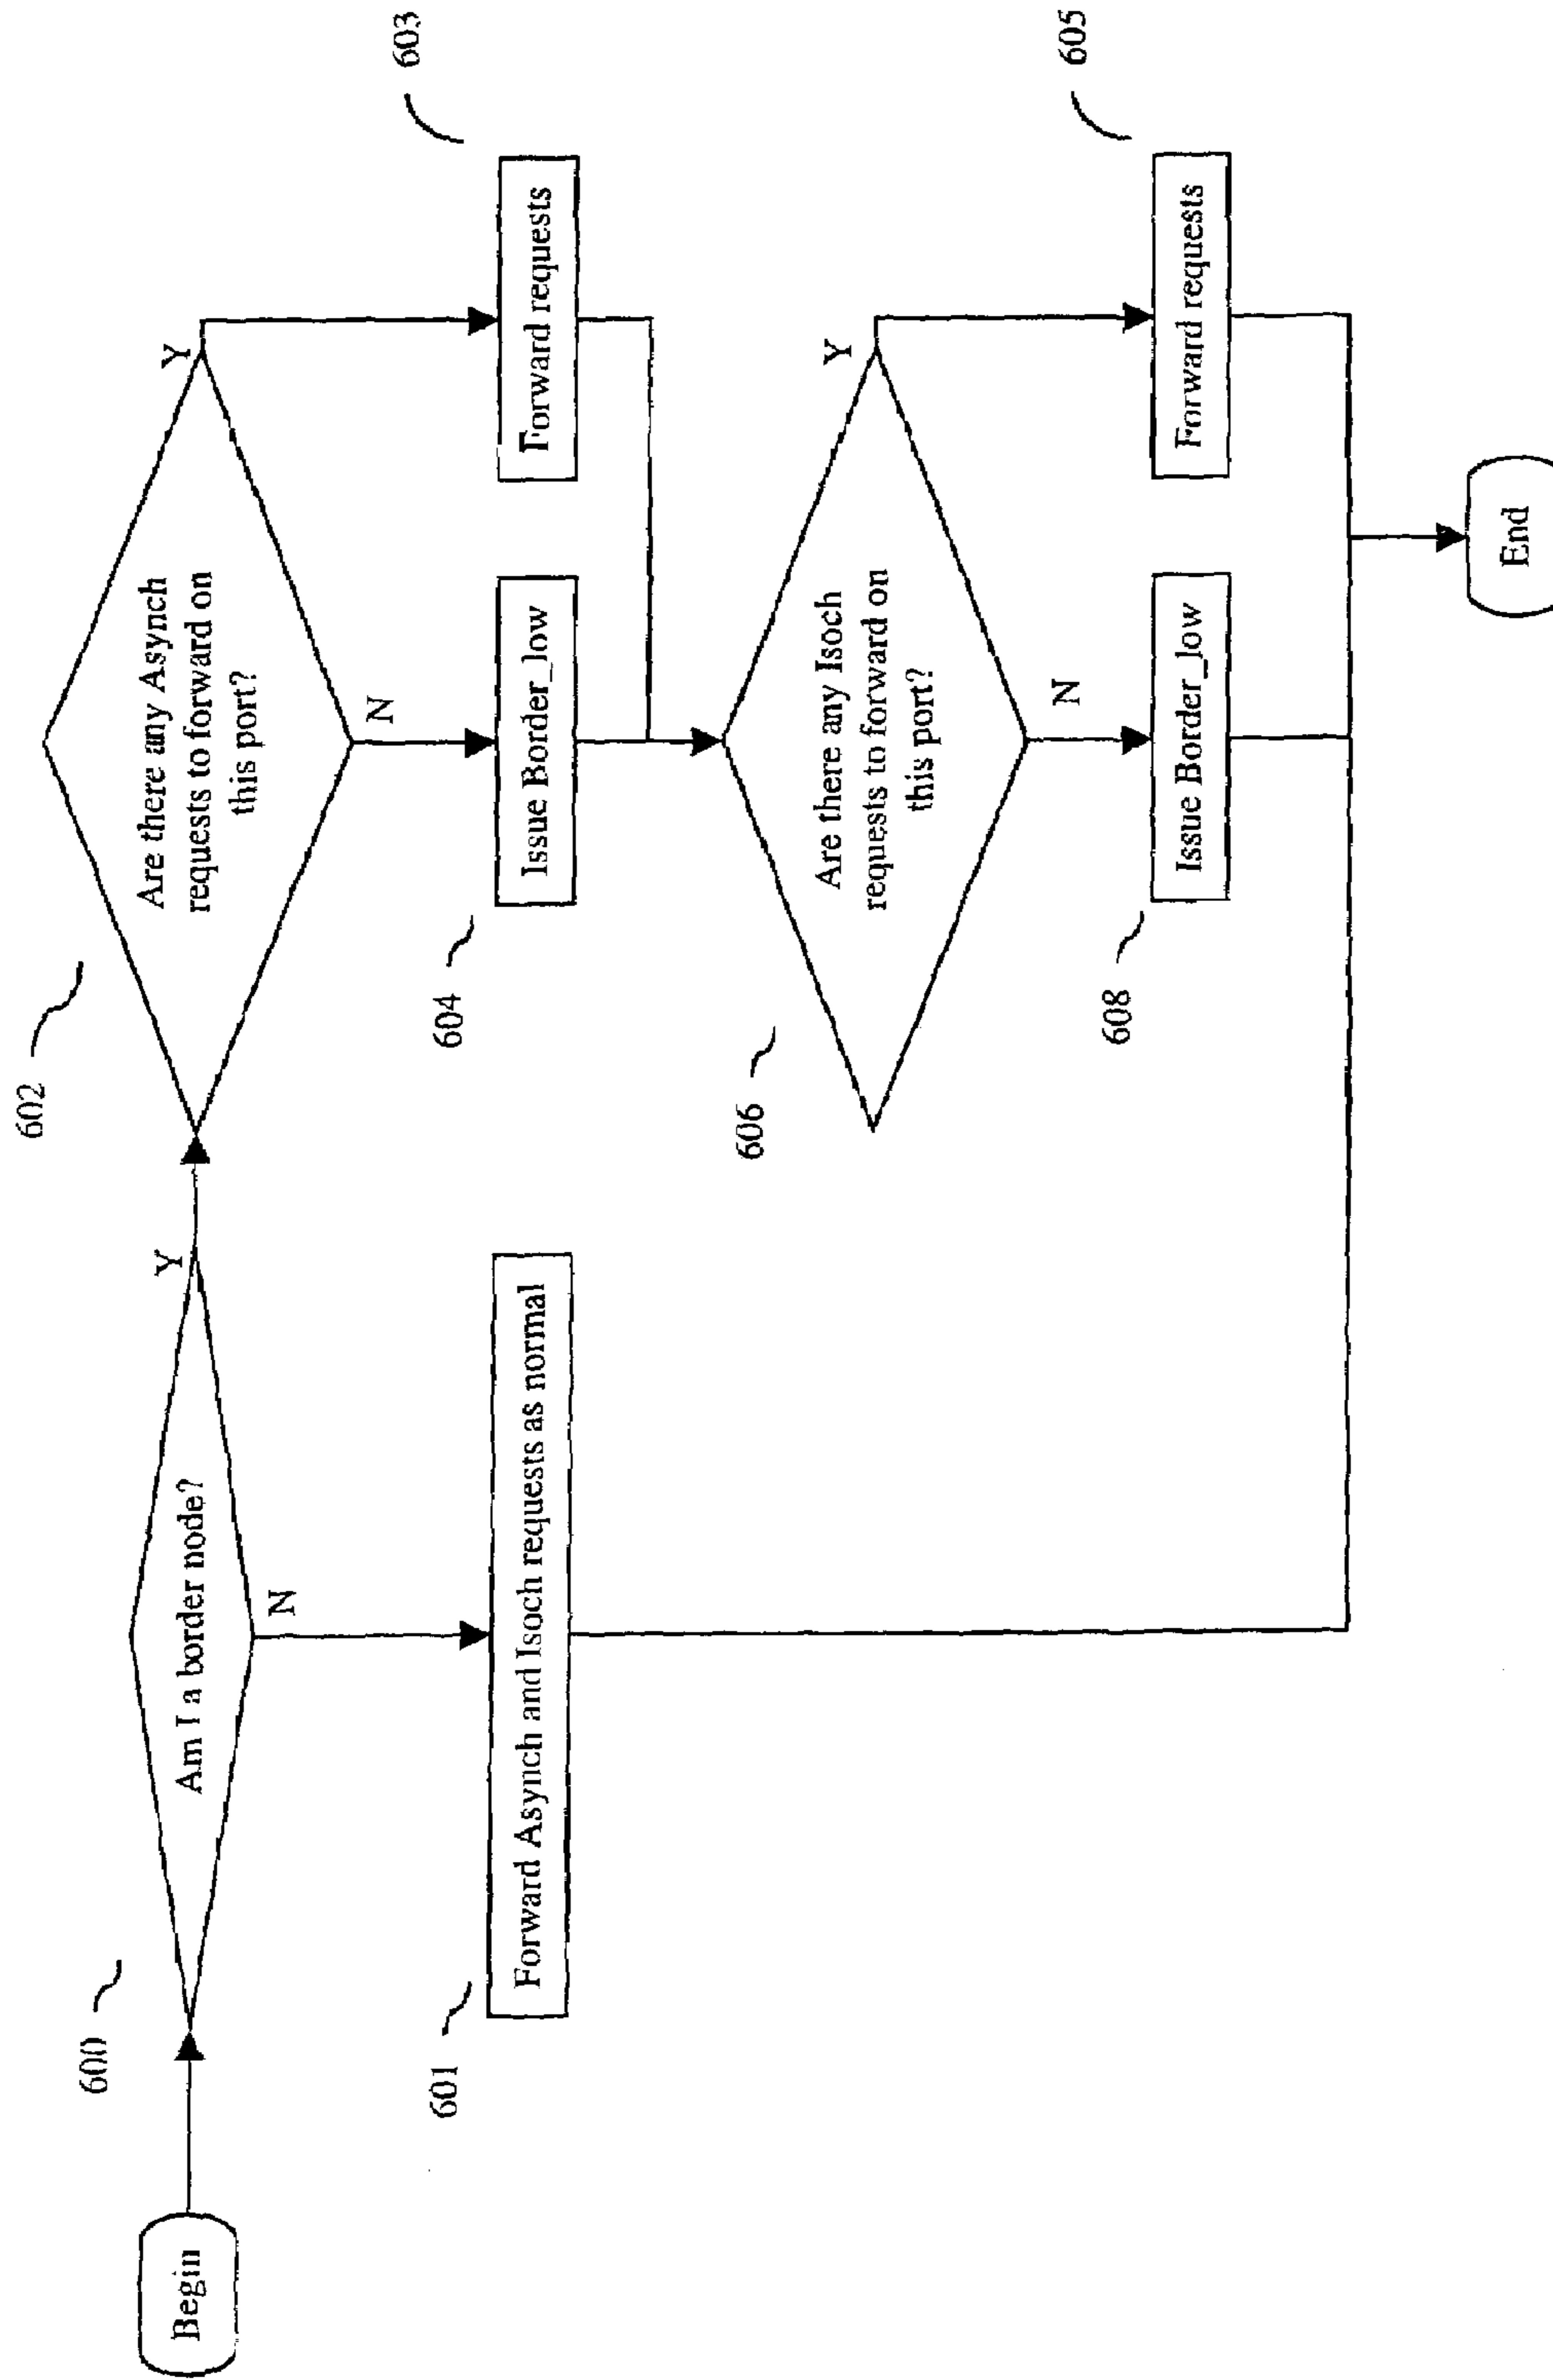 Begin
600
Am I a border node?
Y
N
601
Forward Asynch and Isoch requests as normal
602
Are there any Asynch
requests to forward on
this port?
Y
N
604
Issue Border_low
603
Forward requests
606
Are there any Isoch
requests to forward on
this port?
Y
N
608
Issue Border_low
605
Forward requests
End